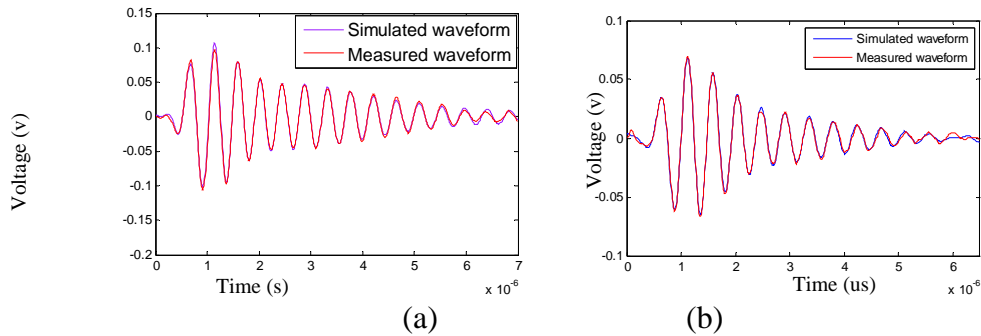 0.15
0.1
0.05
0
-0.05
-0.1
-0.15
-0.2
0 1 2 3 4 5 6 7
x 10^-6
Voltage (v)
Time (s)
Simulated waveform
Measured waveform
(a)
0.1
0.05
0
-0.05
-0.1
0 1 2 3 4 5 6
x 10^-6
Voltage (v)
Time (us)
Simulated waveform
Measured waveform
(b)